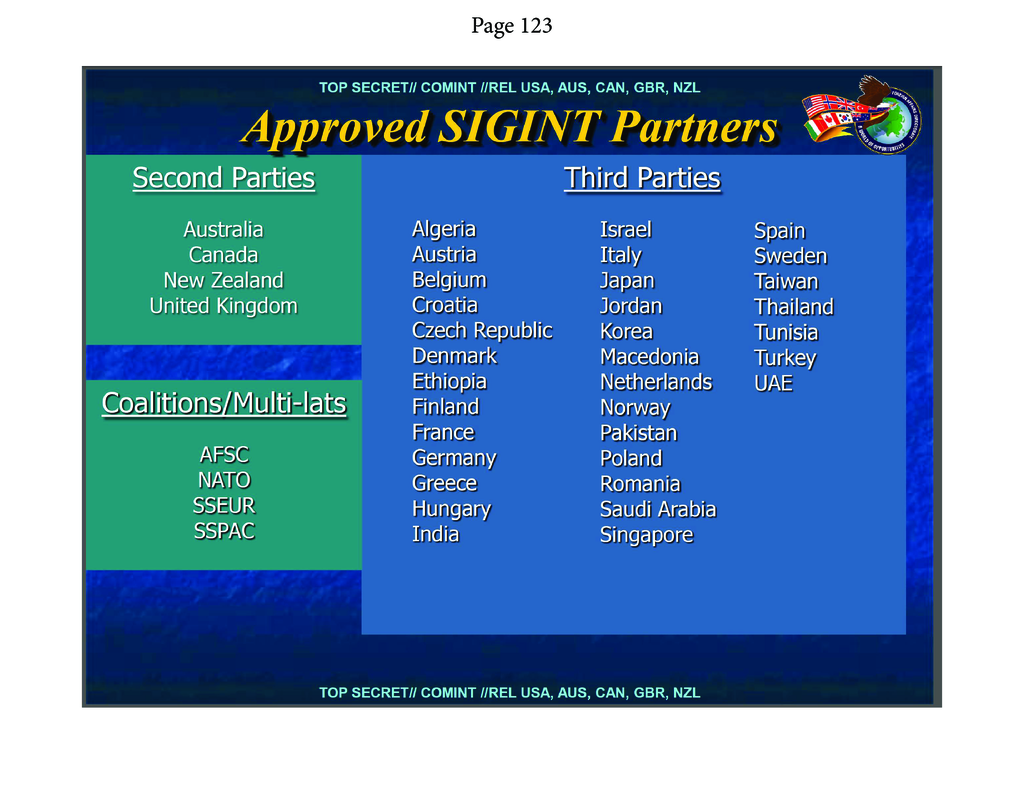 Page 123
TOP SECRET// COMINT //REL USA, AUS, CAN, GBR, NZL
Approved SIGINT Partners
Second Parties
Australia
Canada
New Zealand
United Kingdom
Coalitions/Multi-lats
AFSC
NATO
SSEUR
SSPAC
Third Parties
Algeria
Austria
Belgium
Croatia
Czech Republic
Denmark
Ethiopia
Finland
France
Germany
Greece
Hungary
India
Israel
Italy
Japan
Jordan
Korea
Macedonia
Netherlands
Norway
Pakistan
Poland
Romania
Saudi Arabia
Singapore
Spain
Sweden
Taiwan
Thailand
Tunisia
Turkey
UAE
TOP SECRET// COMINT //REL USA, AUS, CAN, GBR, NZL